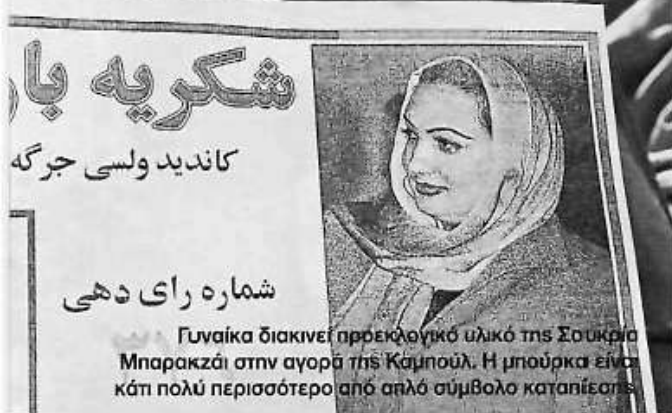 شکریه بار
کاندید ولسی جرگه
شماره رای دهی
Γυναίκα διακινεί προεκλογικό υλικό της Σουκρία
Μπαρακζάι στην αγορά της Καμπούλ. Η μπούρκα είναι
κάτι πολύ περισσότερο από απλό σύμβολο καταπίεσης.